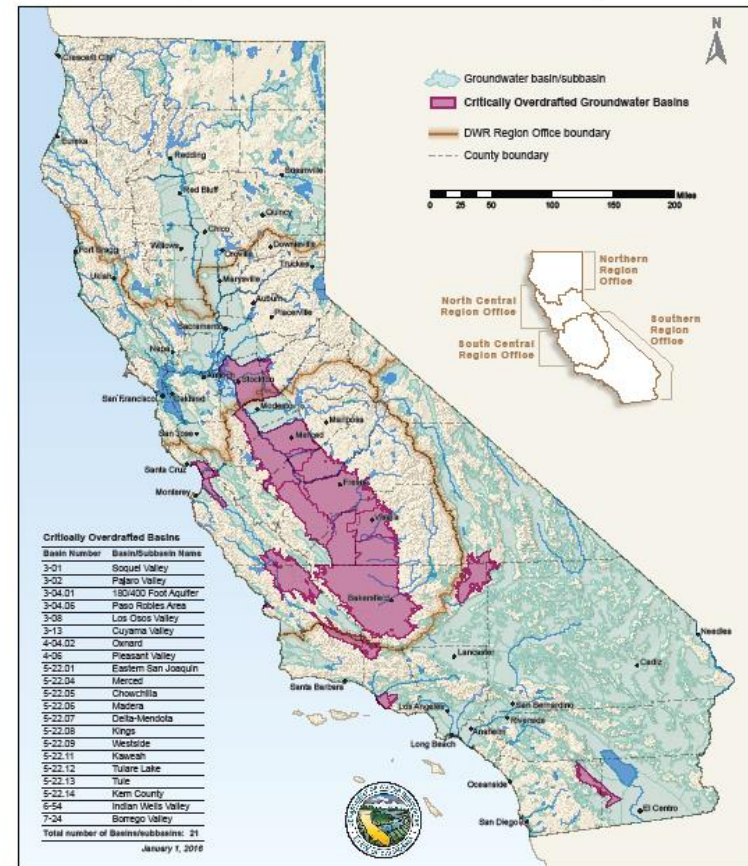 N
Groundwater basin/subbasin
Critically Overdrafted Groundwater Basins
DWR Region Office boundary
County boundary
Miles
0 25 50 100 150 200
Northern
Region
Office
North Central
Region Office
South Central
Region Office
Southern
Region
Office
Crescent City
Eureka
Redding
Red Bluff
Susanville
Quincy
Chico
Willows
Oroville
Downieville
Fort Bragg
Ukiah
Truckee
Marysville
Auburn
Placerville
Sacramento
Napa
Antioch
Stockton
San Francisco
Oakland
Modesto
Mariposa
San Jose
Merced
Santa Cruz
Monterey
Fresno
Visalia
Bakersfield
Needles
Lancaster
Cadiz
Santa Barbara
Los Angeles
San Bernardino
Riverside
Anaheim
Long Beach
Oceanside
San Diego
El Centro
Critically Overdrafted Basins
Basin Number Basin/Subbasin Name
3-01 Soquel Valley
3-02 Pajaro Valley
3-04.01 180/400 Foot Aquifer
3-04.06 Paso Robles Area
3-08 Los Osos Valley
3-13 Cuyama Valley
4-04.02 Oxnard
4-06 Pleasant Valley
5-22.01 Eastern San Joaquin
5-22.04 Merced
5-22.05 Chowchilla
5-22.06 Madera
5-22.07 Delta-Mendota
5-22.08 Kings
5-22.09 Westside
5-22.11 Kaweah
5-22.12 Tulare Lake
5-22.13 Tule
5-22.14 Kern County
6-54 Indian Wells Valley
7-24 Borrego Valley
Total number of Basins/subbasins: 21
January 1, 2016